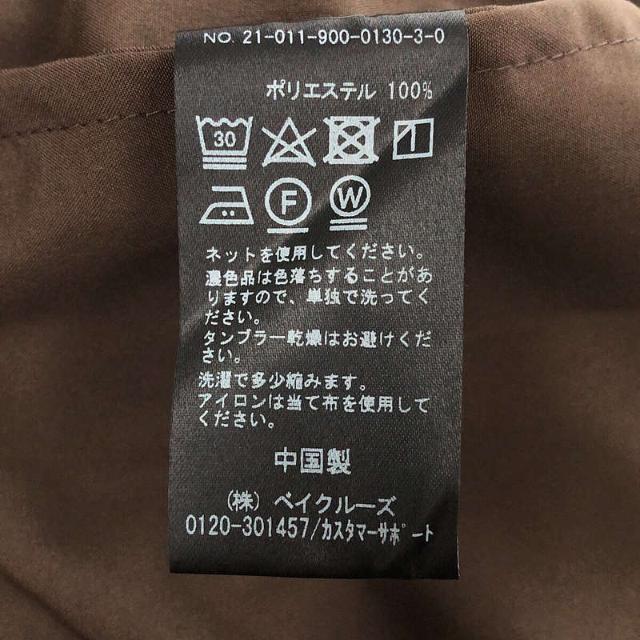 NO. 21-011-900-0130-3-0
ポリエステル 100%
30
F W
ネットを使用してください。
濃色品は色落ちすることがあ
りますので、単独で洗ってく
ださい。
タンブラー乾燥はお避けくだ
さい。
洗濯で多少縮みます。
アイロンは当て布を使用して
ください。
中国製
(株) ベイクルーズ
0120-301457/カスタマーサポート